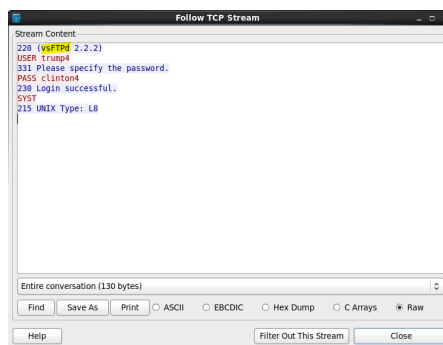 Follow TCP Stream
Stream Content
220 (vsFTPd 2.2.2)
USER trump4
331 Please specify the password.
PASS clinton4
230 Login successful.
SYST
215 UNIX Type: L8
Entire conversation (130 bytes)
Find Save As Print ASCII EBCDIC Hex Dump C Arrays Raw
Help Filter Out This Stream Close